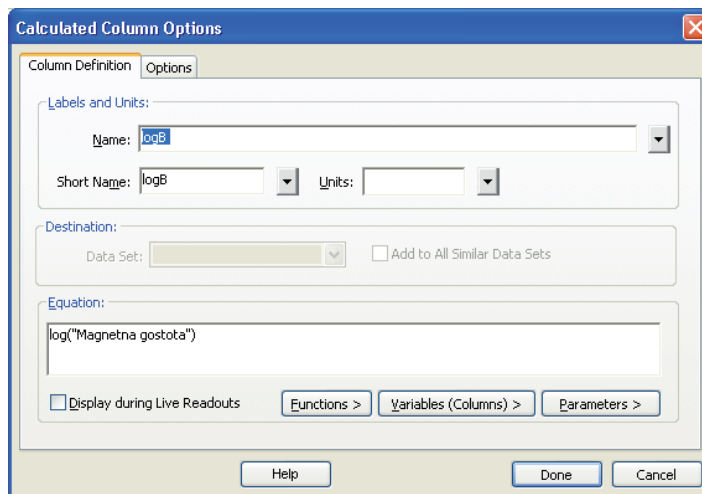 Calculated Column Options
Column Definition Options
Labels and Units:
Name: logB
Short Name: logB Units:
Destination:
Data Set: Add to All Similar Data Sets
Equation:
log("Magnetna gostota")
Display during Live Readouts Functions > Variables (Columns) > Parameters >
Help Done Cancel